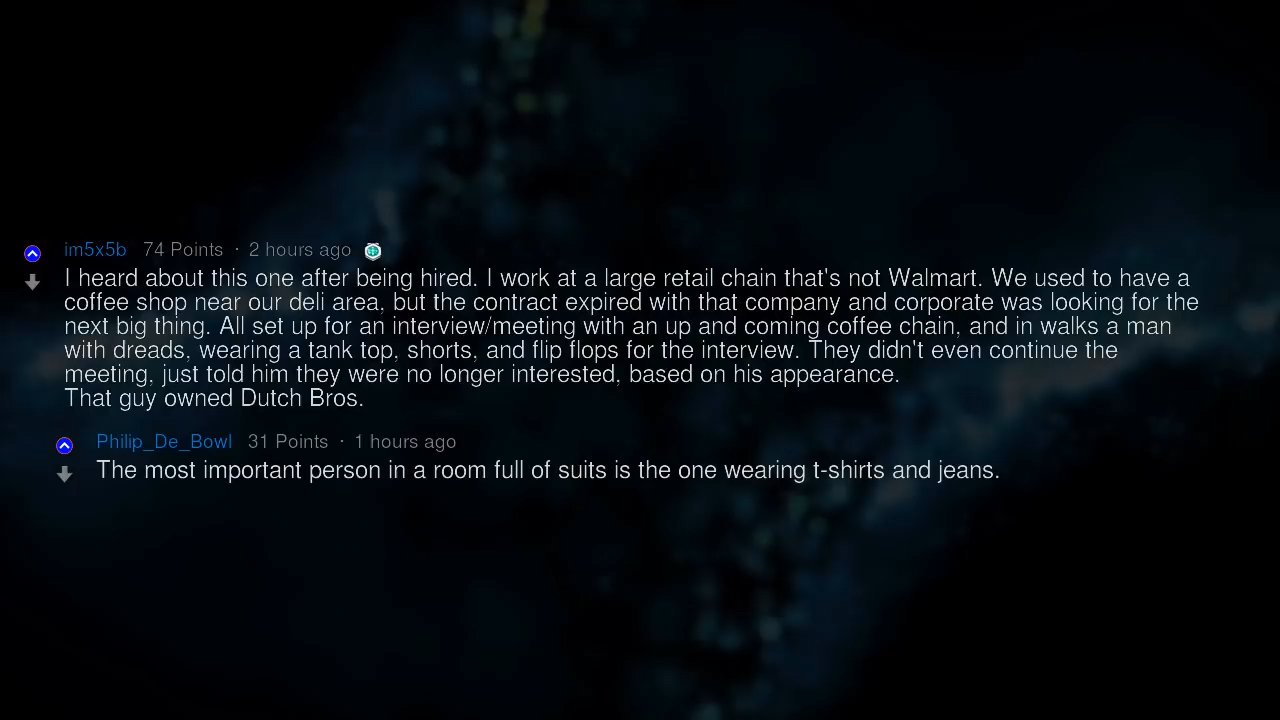 im5x5b 74 Points · 2 hours ago
I heard about this one after being hired. I work at a large retail chain that's not Walmart. We used to have a
coffee shop near our deli area, but the contract expired with that company and corporate was looking for the
next big thing. All set up for an interview/meeting with an up and coming coffee chain, and in walks a man
with dreads, wearing a tank top, shorts, and flip flops for the interview. They didn't even continue the
meeting, just told him they were no longer interested, based on his appearance.
That guy owned Dutch Bros.
Philip_De_Bowl 31 Points · 1 hours ago
The most important person in a room full of suits is the one wearing t-shirts and jeans.